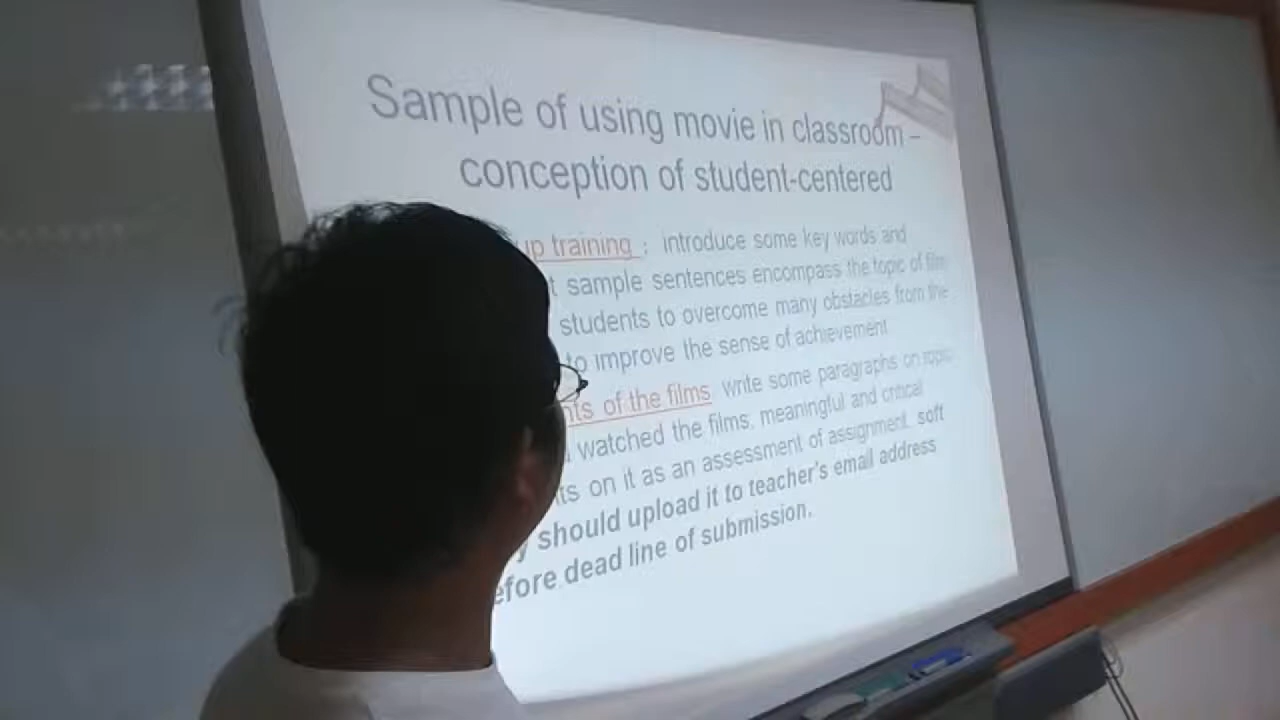 Sample of using movie in classroom –
conception of student-centered
up training : introduce some key words and
sample sentences encompass the topic of film
students to overcome many obstacles from the
to improve the sense of achievement
of the films write some paragraphs on topic
watched the films, meaningful and critical
on it as an assessment of assignment. soft
should upload it to teacher's email address
efore dead line of submission.